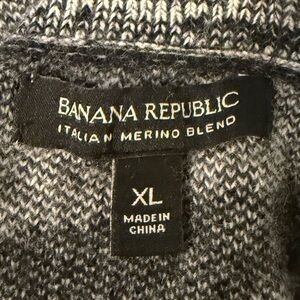 BANANA REPUBLIC
ITALIAN MERINO BLEND
XL
MADE IN
CHINA